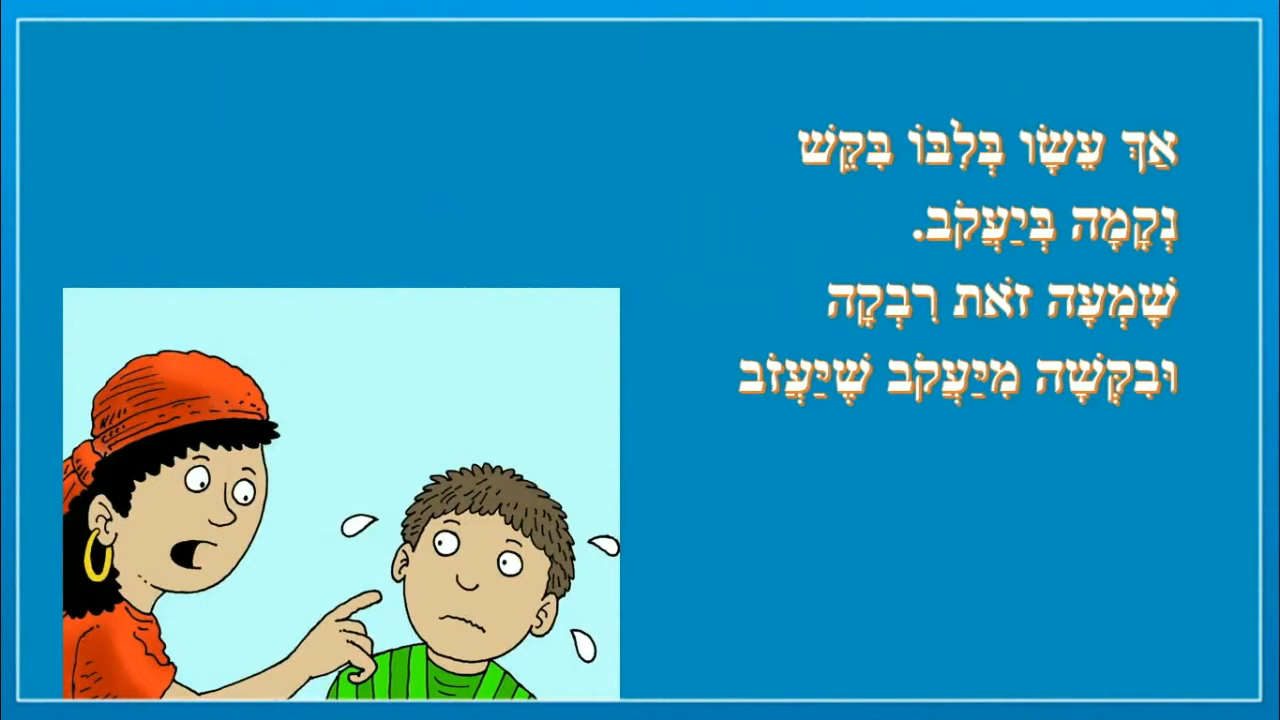 אַךְ עֵשָׂו בְּלִבּוֹ בִּקֵּשׁ
נְקָמָה בְּיַעֲקֹב.
שָׁמְעָה זֹאת רִבְקָה
וּבִקְּשָׁה מִיַּעֲקֹב שֶׁיַּעֲזֹב